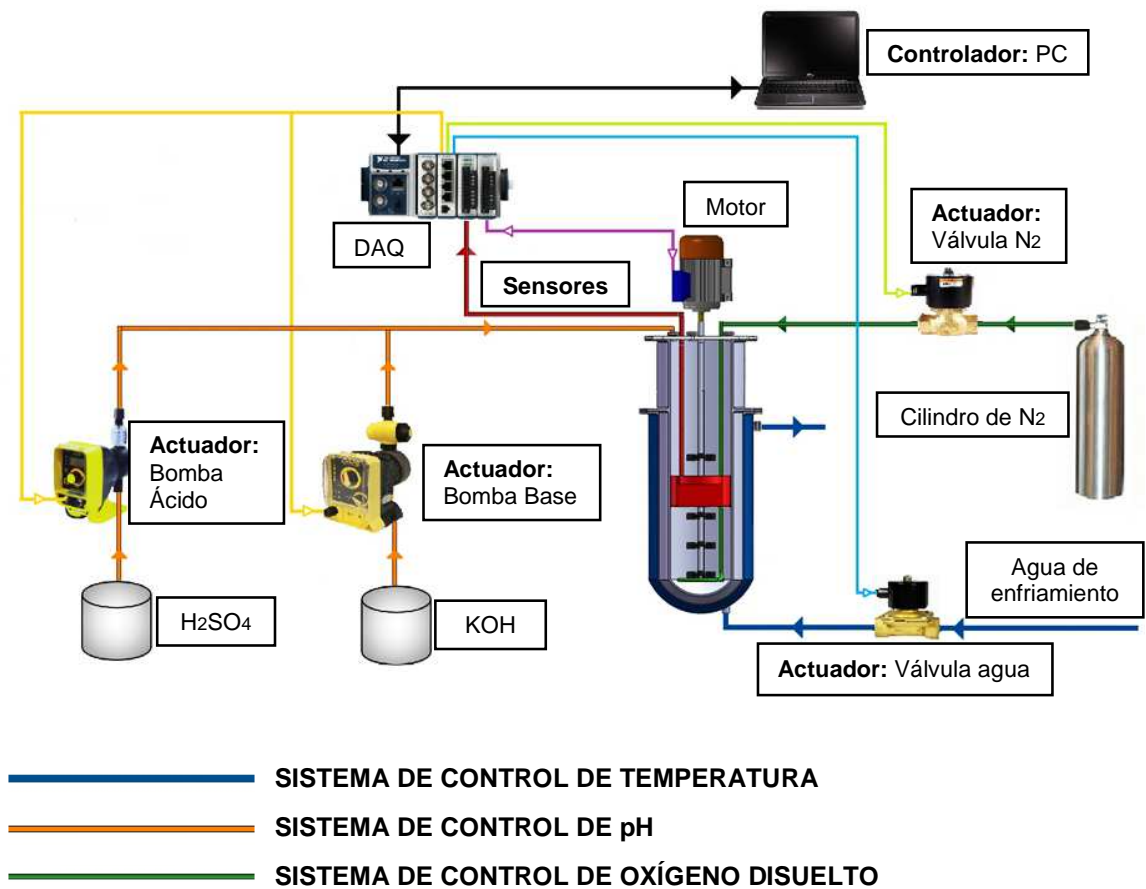 Controlador: PC
Motor
Actuador:
Válvula N2
DAQ
Sensores
Cilindro de N2
Actuador:
Bomba
Ácido
Actuador:
Bomba Base
Agua de
enfriamiento
H2SO4
KOH
Actuador: Válvula agua
SISTEMA DE CONTROL DE TEMPERATURA
SISTEMA DE CONTROL DE pH
SISTEMA DE CONTROL DE OXÍGENO DISUELTO